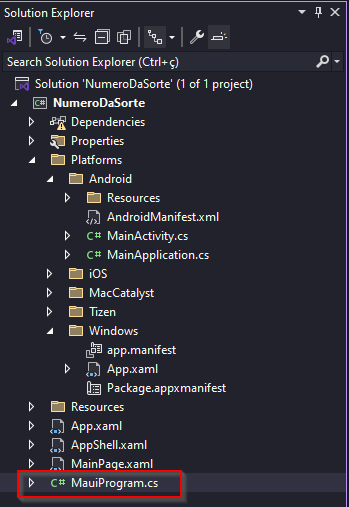 Solution Explorer
Search Solution Explorer (Ctrl+ç)
Solution 'NumeroDaSorte' (1 of 1 project)
C# NumeroDaSorte
Dependencies
Properties
Platforms
Android
Resources
AndroidManifest.xml
C# MainActivity.cs
C# MainApplication.cs
iOS
MacCatalyst
Tizen
Windows
app.manifest
App.xaml
Package.appxmanifest
Resources
App.xaml
AppShell.xaml
MainPage.xaml
C# MauiProgram.cs